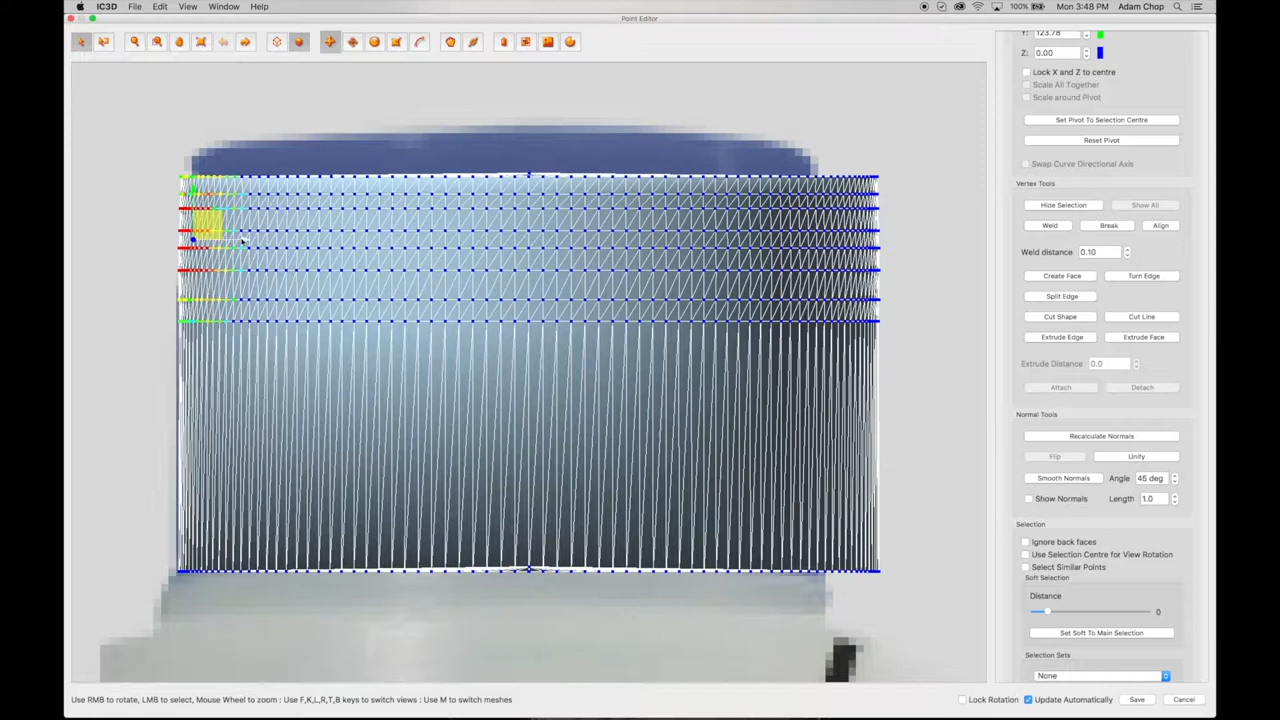 IC3D File Edit View Window Help
100% Mon 3:48 PM Adam Chop
Point Editor
Y: 123.78
Z: 0.00
Lock X and Z to centre
Scale All Together
Scale around Pivot
Set Pivot To Selection Centre
Reset Pivot
Swap Curve Directional Axis
Vertex Tools
Hide Selection Show All
Weld Break Align
Weld distance 0.10
Create Face Turn Edge
Split Edge
Cut Shape Cut Line
Extrude Edge Extrude Face
Extrude Distance 0.0
Attach Detach
Normal Tools
Recalculate Normals
Flip Unify
Smooth Normals Angle 45 deg
Show Normals Length 1.0
Selection
Ignore back faces
Use Selection Centre for View Rotation
Select Similar Points
Soft Selection
Distance
0
Set Soft To Main Selection
Selection Sets
None
Use RMB to rotate, LMB to select, Mouse Wheel to zoom : Use F,K,L,R,T,B keys to switch views : Use M to switch meshes
Lock Rotation Update Automatically Save Cancel